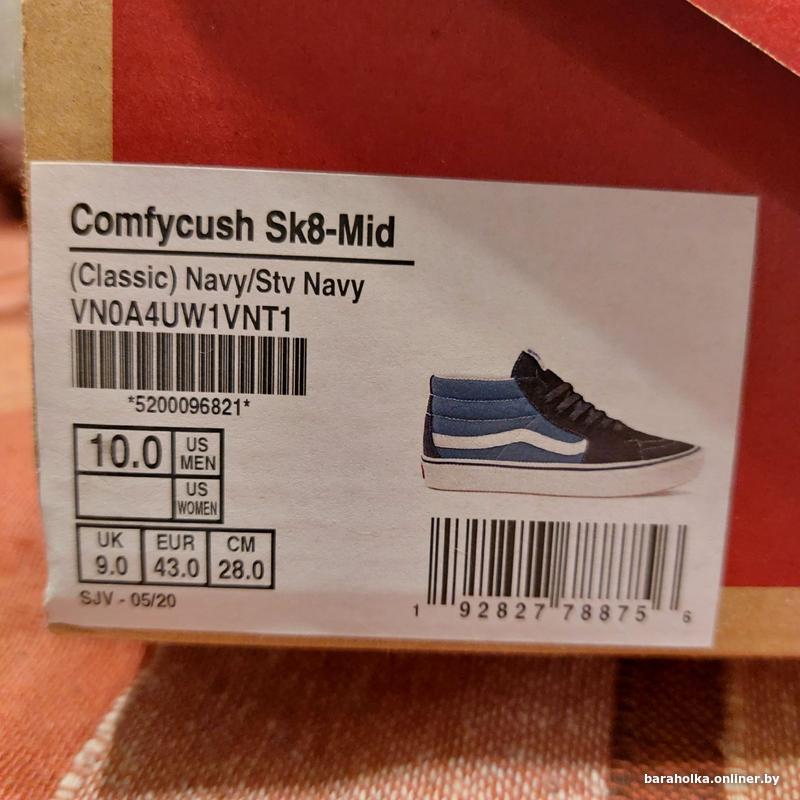 Comfycush Sk8-Mid
(Classic) Navy/Stv Navy
VN0A4UW1VNT1
*5200096821*
10.0 US MEN
US WOMEN
UK EUR CM
9.0 43.0 28.0
SJV - 05/20
1 92827 78875 6
baraholka.onliner.by